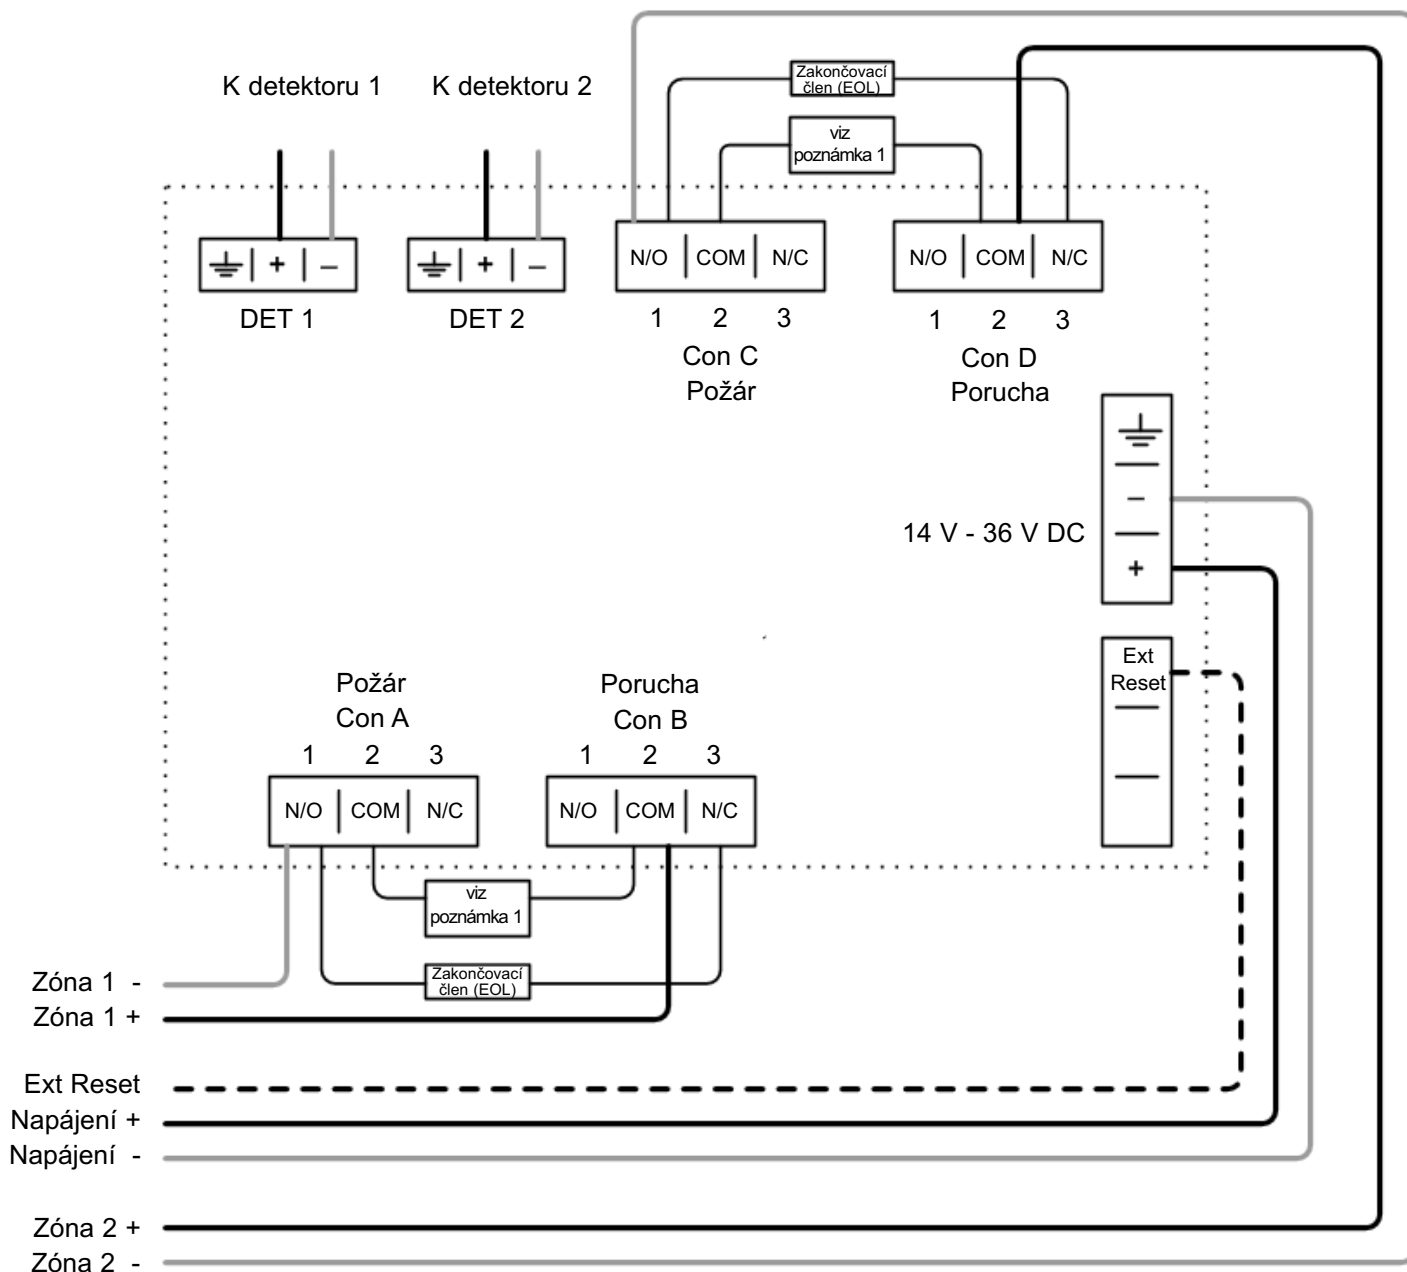 K detektoru 1
K detektoru 2
Zakončovací
člen (EOL)
viz
poznámka 1
+ –
+ –
N/O COM N/C
N/O COM N/C
DET 1
DET 2
1 2 3
1 2 3
Con C
Požár
Con D
Porucha
–
14 V - 36 V DC
+
Ext
Reset
Požár
Con A
Porucha
Con B
1 2 3
1 2 3
N/O COM N/C
N/O COM N/C
viz
poznámka 1
Zakončovací
člen (EOL)
Zóna 1 -
Zóna 1 +
Ext Reset
Napájení +
Napájení -
Zóna 2 +
Zóna 2 -